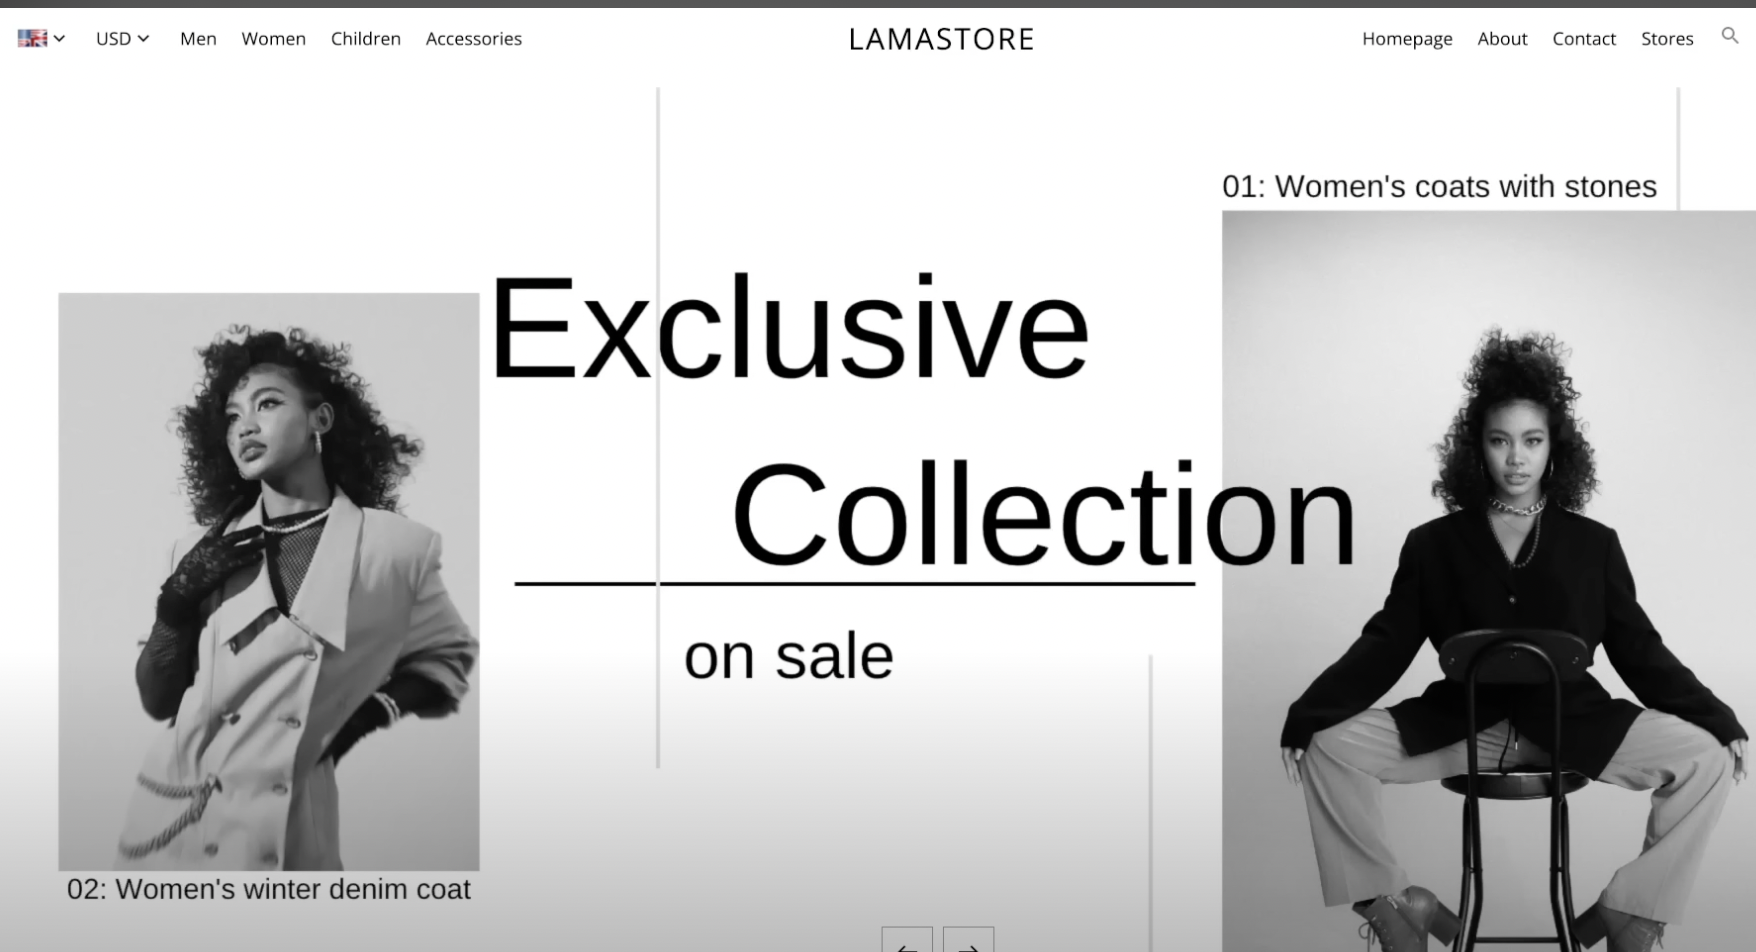 USD
Men
Women
Children
Accessories
LAMASTORE
Homepage
About
Contact
Stores
01: Women's coats with stones
Exclusive
Collection
on sale
02: Women's winter denim coat